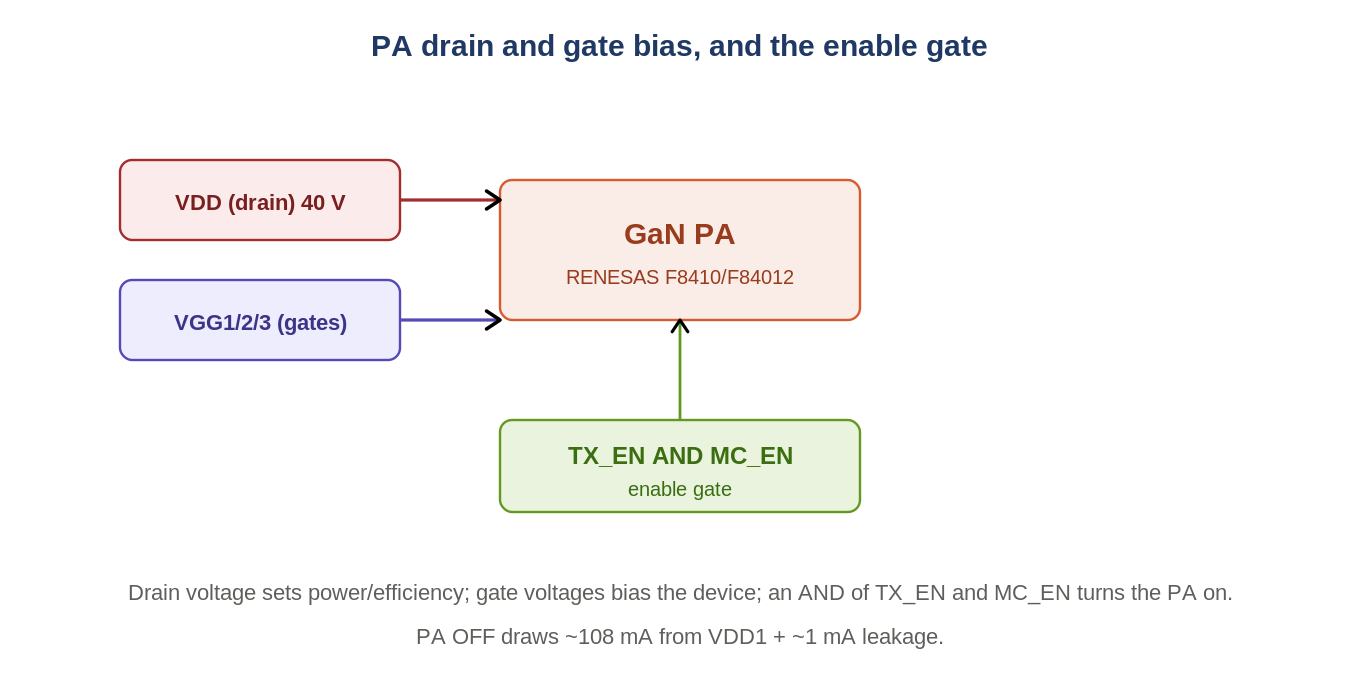 PA drain and gate bias, and the enable gate
VDD (drain) 40 V
GaN PA
RENESAS F8410/F84012
VGG1/2/3 (gates)
TX_EN AND MC_EN
enable gate
Drain voltage sets power/efficiency; gate voltages bias the device; an AND of TX_EN and MC_EN turns the PA on.
PA OFF draws ~108 mA from VDD1 + ~1 mA leakage.